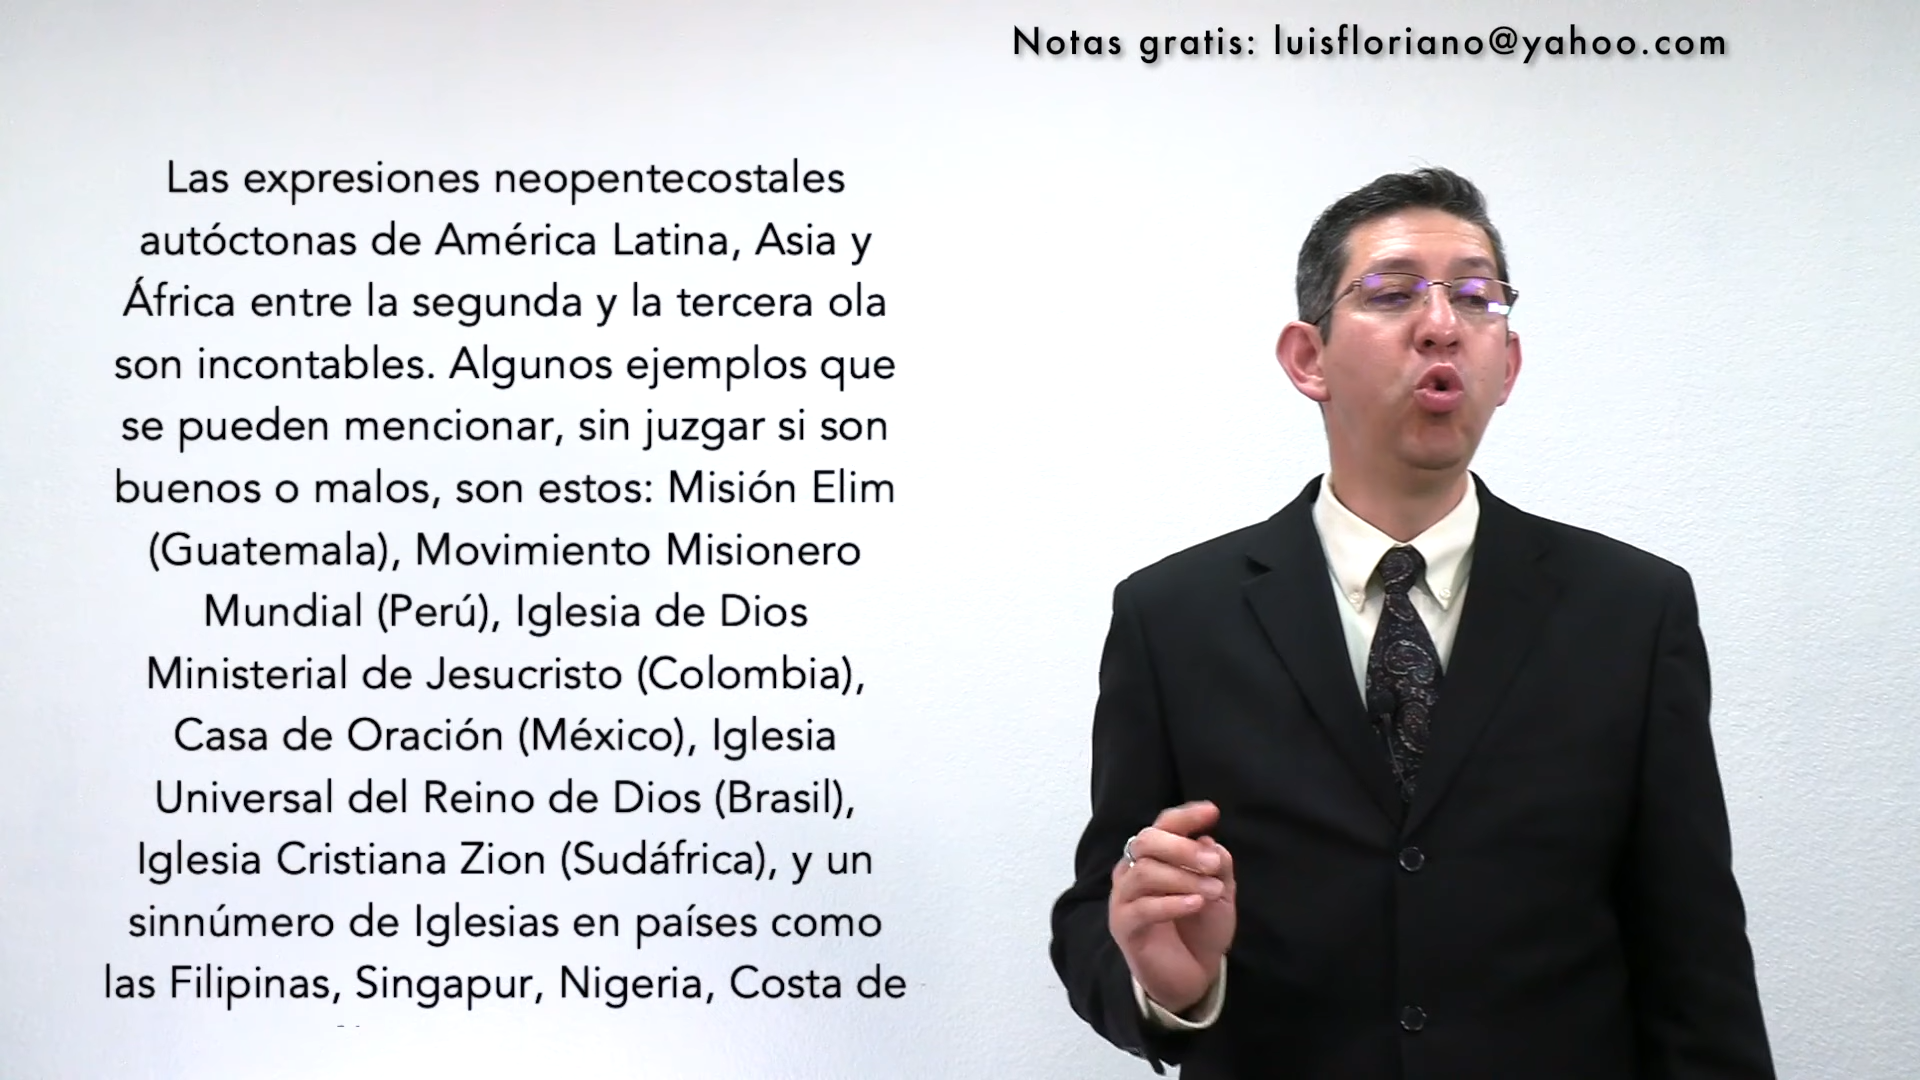 Notas gratis: luisfloriano@yahoo.com
Las expresiones neopentecostales
autóctonas de América Latina, Asia y
África entre la segunda y la tercera ola
son incontables. Algunos ejemplos que
se pueden mencionar, sin juzgar si son
buenos o malos, son estos: Misión Elim
(Guatemala), Movimiento Misionero
Mundial (Perú), Iglesia de Dios
Ministerial de Jesucristo (Colombia),
Casa de Oración (México), Iglesia
Universal del Reino de Dios (Brasil),
Iglesia Cristiana Zion (Sudáfrica), y un
sinnúmero de Iglesias en países como
las Filipinas, Singapur, Nigeria, Costa de